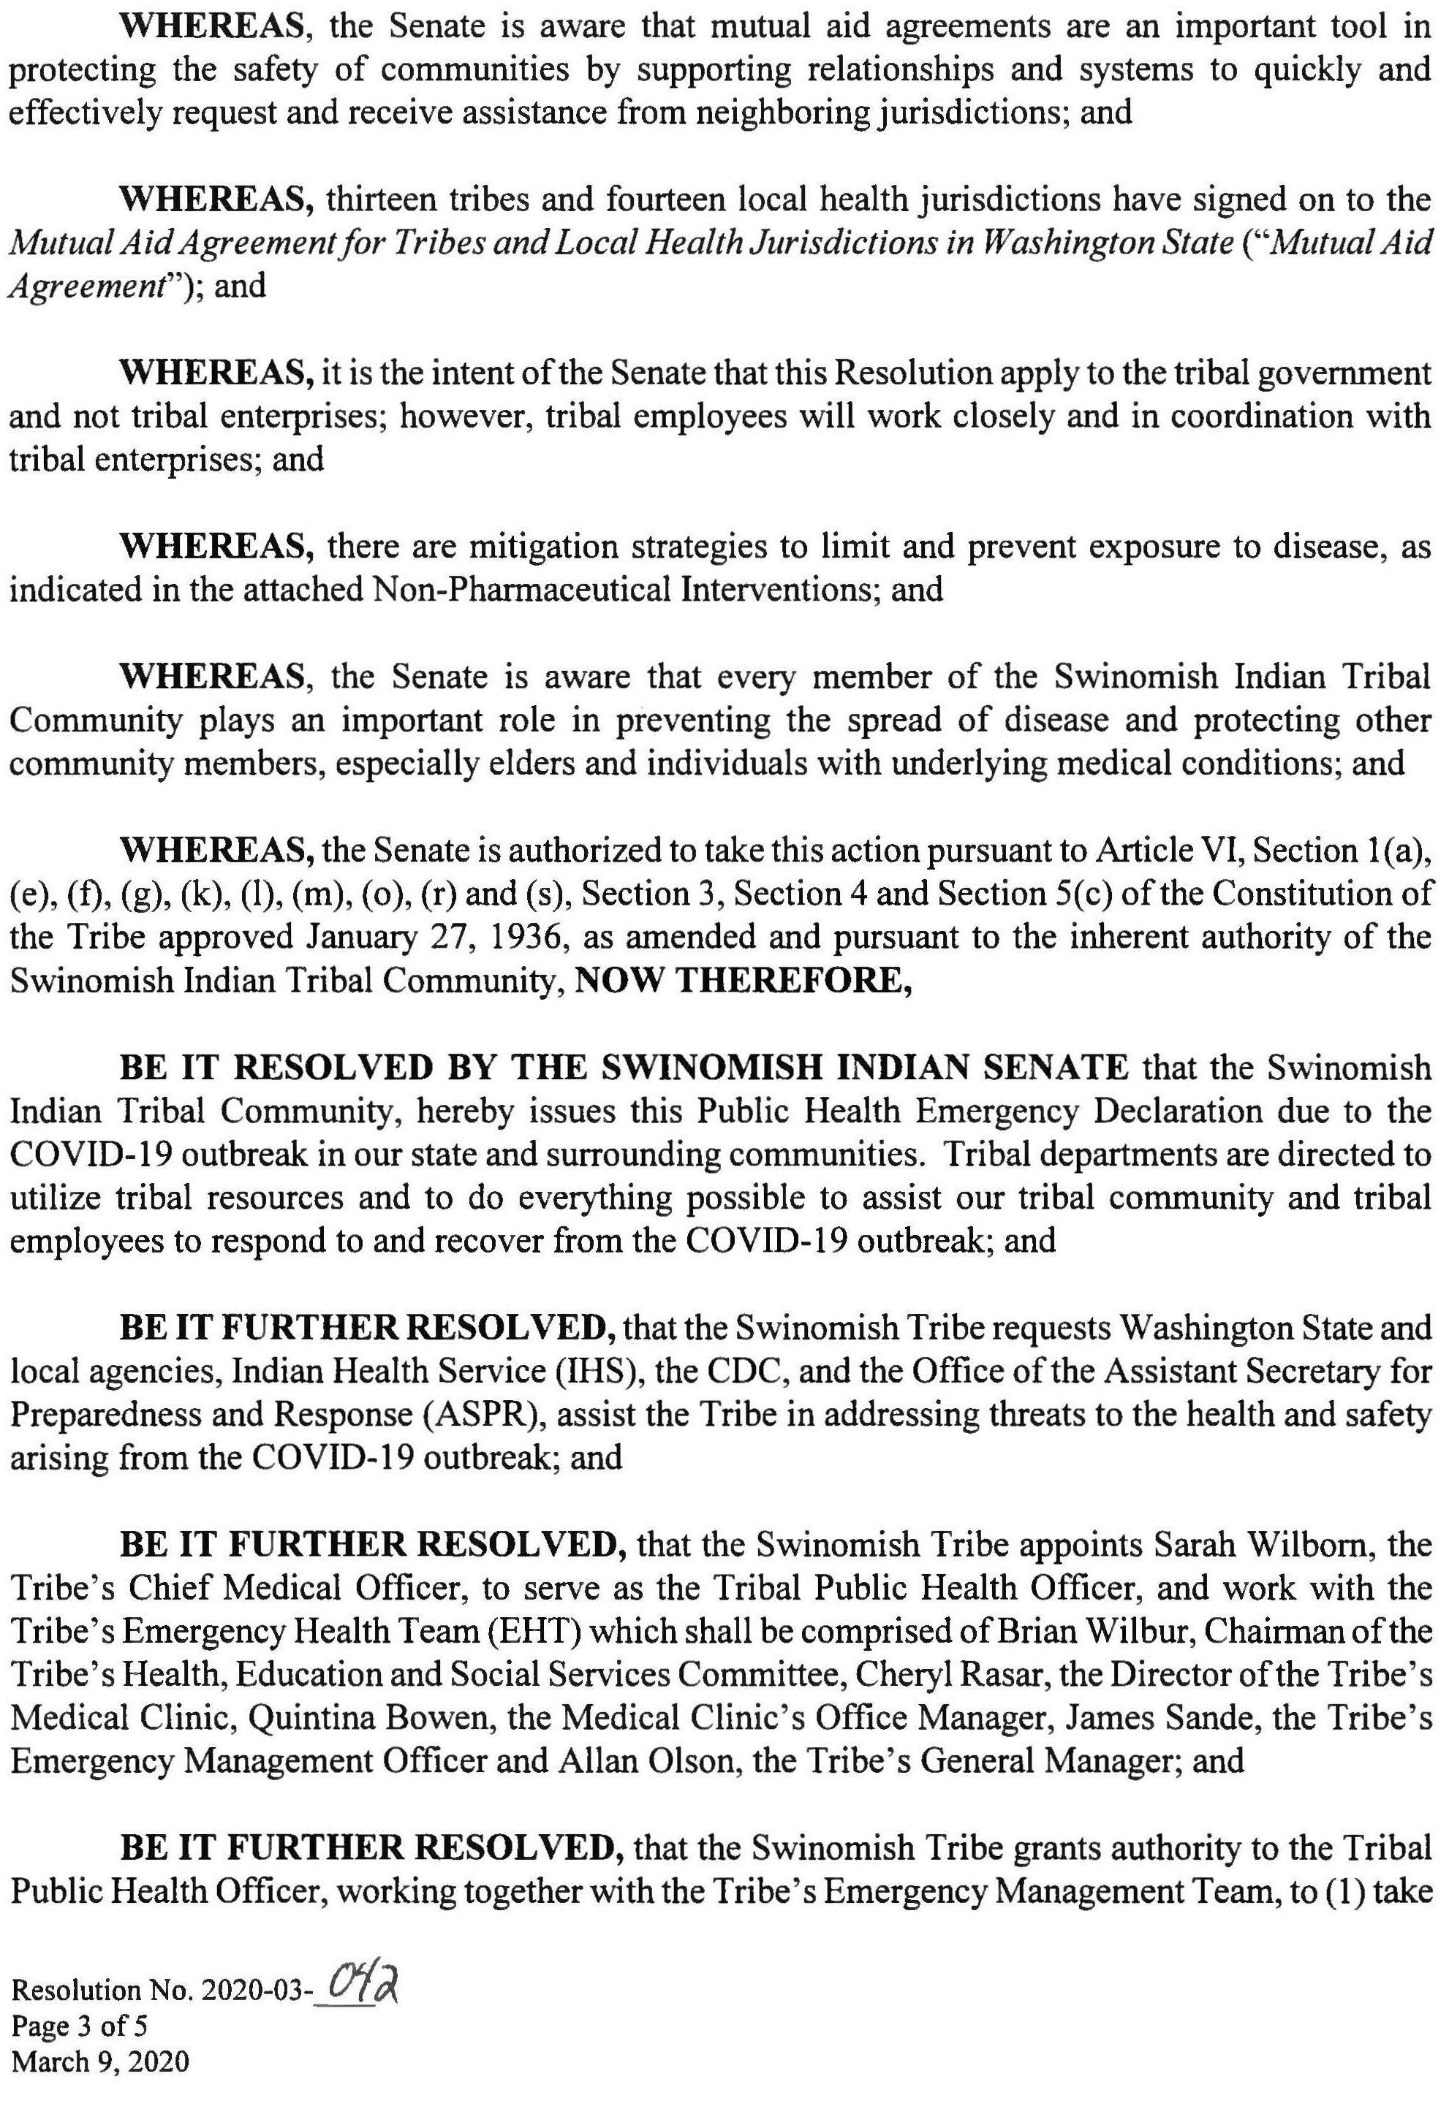 WHEREAS, the Senate is aware that mutual aid agreements are an important tool in
protecting the safety of communities by supporting relationships and systems to quickly and
effectively request and receive assistance from neighboring jurisdictions; and
WHEREAS, thirteen tribes and fourteen local health jurisdictions have signed on to the
Mutual Aid Agreement for Tribes and Local Health Jurisdictions in Washington State (“Mutual Aid
Agreement”); and
WHEREAS, it is the intent of the Senate that this Resolution apply to the tribal government
and not tribal enterprises; however, tribal employees will work closely and in coordination with
tribal enterprises; and
WHEREAS, there are mitigation strategies to limit and prevent exposure to disease, as
indicated in the attached Non-Pharmaceutical Interventions; and
WHEREAS, the Senate is aware that every member of the Swinomish Indian Tribal
Community plays an important role in preventing the spread of disease and protecting other
community members, especially elders and individuals with underlying medical conditions; and
WHEREAS, the Senate is authorized to take this action pursuant to Article VI, Section 1(a),
(e), (f), (g), (k), (l), (m), (o), (r) and (s), Section 3, Section 4 and Section 5(c) of the Constitution of
the Tribe approved January 27, 1936, as amended and pursuant to the inherent authority of the
Swinomish Indian Tribal Community, NOW THEREFORE,
BE IT RESOLVED BY THE SWINOMISH INDIAN SENATE that the Swinomish
Indian Tribal Community, hereby issues this Public Health Emergency Declaration due to the
COVID-19 outbreak in our state and surrounding communities. Tribal departments are directed to
utilize tribal resources and to do everything possible to assist our tribal community and tribal
employees to respond to and recover from the COVID-19 outbreak; and
BE IT FURTHER RESOLVED, that the Swinomish Tribe requests Washington State and
local agencies, Indian Health Service (IHS), the CDC, and the Office of the Assistant Secretary for
Preparedness and Response (ASPR), assist the Tribe in addressing threats to the health and safety
arising from the COVID-19 outbreak; and
BE IT FURTHER RESOLVED, that the Swinomish Tribe appoints Sarah Wilborn, the
Tribe’s Chief Medical Officer, to serve as the Tribal Public Health Officer, and work with the
Tribe’s Emergency Health Team (EHT) which shall be comprised of Brian Wilbur, Chairman of the
Tribe’s Health, Education and Social Services Committee, Cheryl Rasar, the Director of the Tribe’s
Medical Clinic, Quintina Bowen, the Medical Clinic’s Office Manager, James Sande, the Tribe’s
Emergency Management Officer and Allan Olson, the Tribe’s General Manager; and
BE IT FURTHER RESOLVED, that the Swinomish Tribe grants authority to the Tribal
Public Health Officer, working together with the Tribe’s Emergency Management Team, to (1) take
Resolution No. 2020-03-042
Page 3 of 5
March 9, 2020